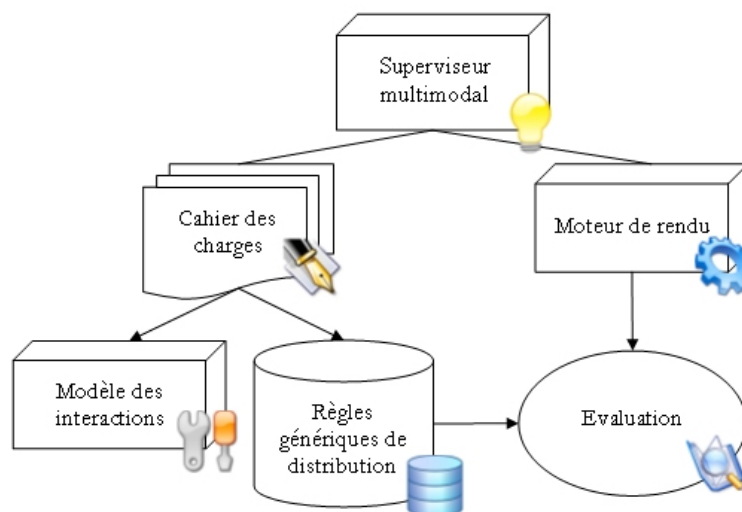 Superviseur
multimodal
Cahier des
charges
Moteur de rendu
Modèle des
interactions
Règles
génériques de
distribution
Evaluation